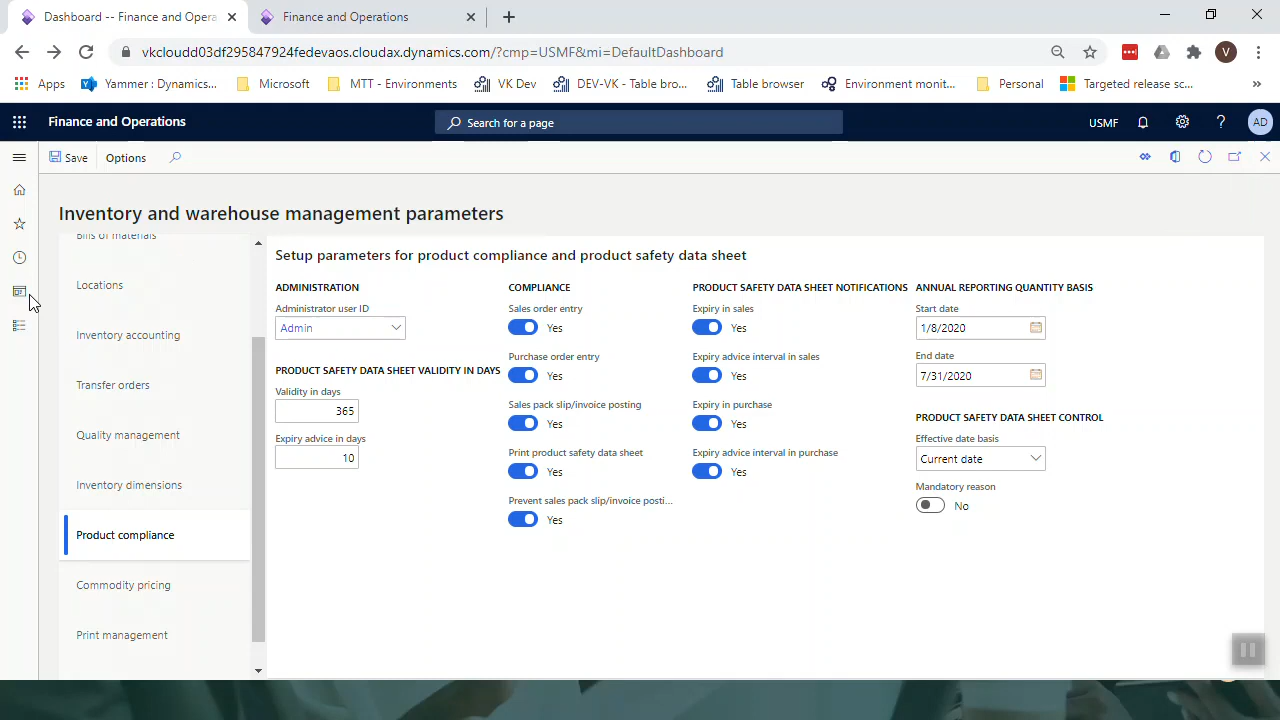 Dashboard -- Finance and Opera
Finance and Operations
vkcloudd03df295847924fedevaos.cloudax.dynamics.com/?cmp=USMF&mi=DefaultDashboard
V
Apps
Yammer : Dynamics...
Microsoft
MTT - Environments
VK Dev
DEV-VK - Table bro...
Table browser
Environment monit...
Personal
Targeted release sc...
»
Finance and Operations
Search for a page
USMF
?
AD
Save
Options
Inventory and warehouse management parameters
Bills of materials
Locations
Inventory accounting
Transfer orders
Quality management
Inventory dimensions
Product compliance
Commodity pricing
Print management
Setup parameters for product compliance and product safety data sheet
ADMINISTRATION
Administrator user ID
Admin
PRODUCT SAFETY DATA SHEET VALIDITY IN DAYS
Validity in days
365
Expiry advice in days
10
COMPLIANCE
Sales order entry
Yes
Purchase order entry
Yes
Sales pack slip/invoice posting
Yes
Print product safety data sheet
Yes
Prevent sales pack slip/invoice posti...
Yes
PRODUCT SAFETY DATA SHEET NOTIFICATIONS
Expiry in sales
Yes
Expiry advice interval in sales
Yes
Expiry in purchase
Yes
Expiry advice interval in purchase
Yes
ANNUAL REPORTING QUANTITY BASIS
Start date
1/8/2020
End date
7/31/2020
PRODUCT SAFETY DATA SHEET CONTROL
Effective date basis
Current date
Mandatory reason
No